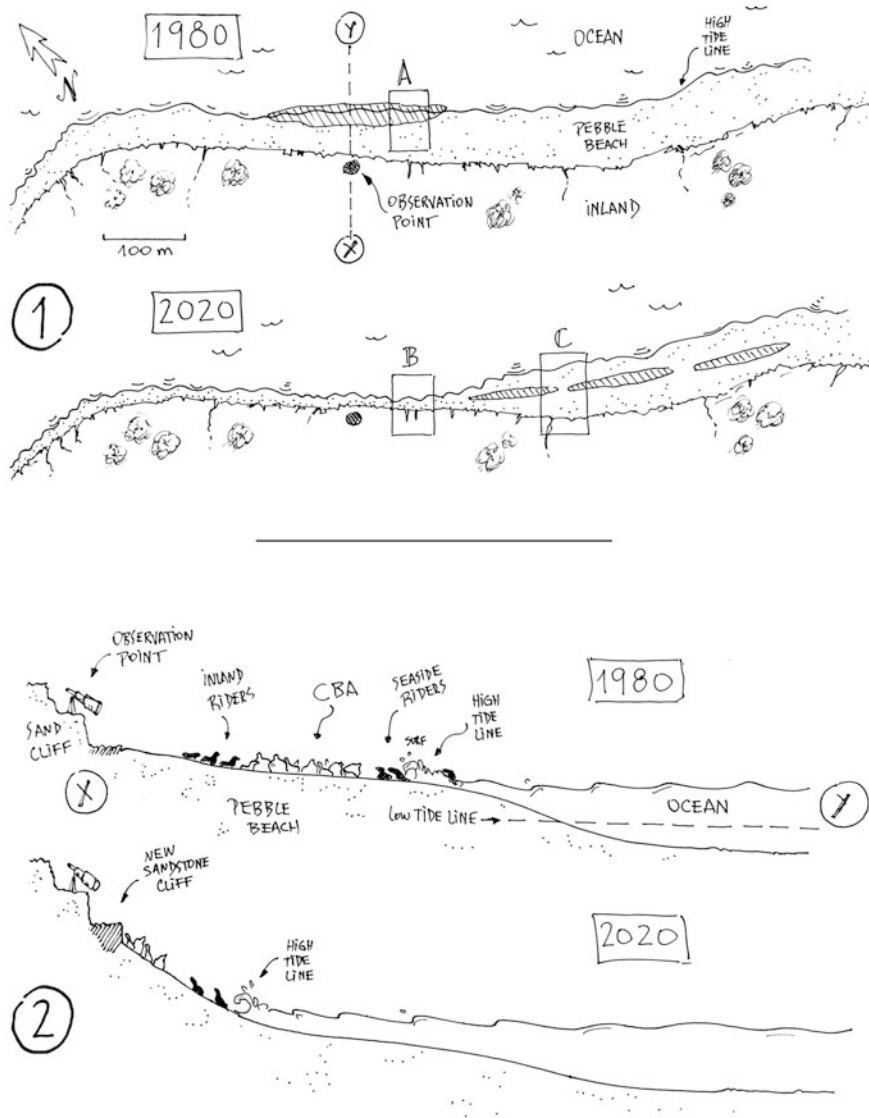 1980
Y
OCEAN
HIGH
TIDE
LINE
N
A
PEBBLE
BEACH
OBSERVATION
POINT
INLAND
100 m
X
1
2020
B
C
OBSERVATION
POINT
INLAND
RIDERS
CBA
SEASIDE
RIDERS
1980
SAND
CLIFF
SURF
HIGH
TIDE
LINE
X
PEBBLE
BEACH
LOW TIDE LINE
OCEAN
Y
NEW
SANDSTONE
CLIFF
2020
HIGH
TIDE
LINE
2